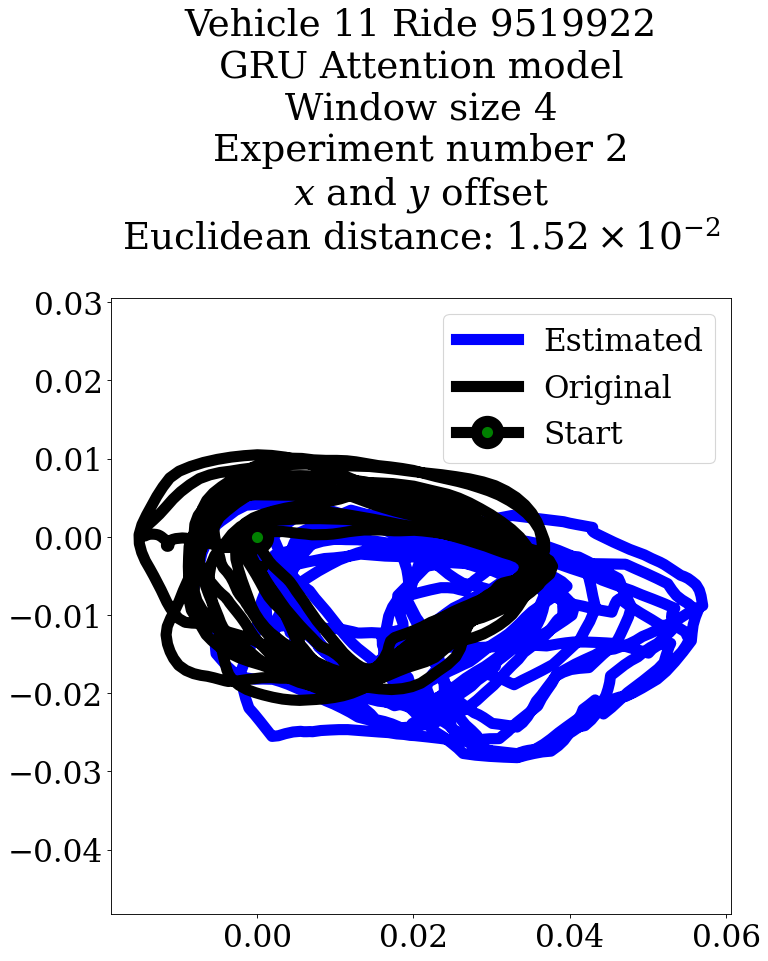 Vehicle 11 Ride 9519922
GRU Attention model
Window size 4
Experiment number 2
x and y offset
Euclidean distance: 1.52 × 10⁻²
Estimated
Original
Start
0.03
0.02
0.01
0.00
−0.01
−0.02
−0.03
−0.04
0.00 0.02 0.04 0.06